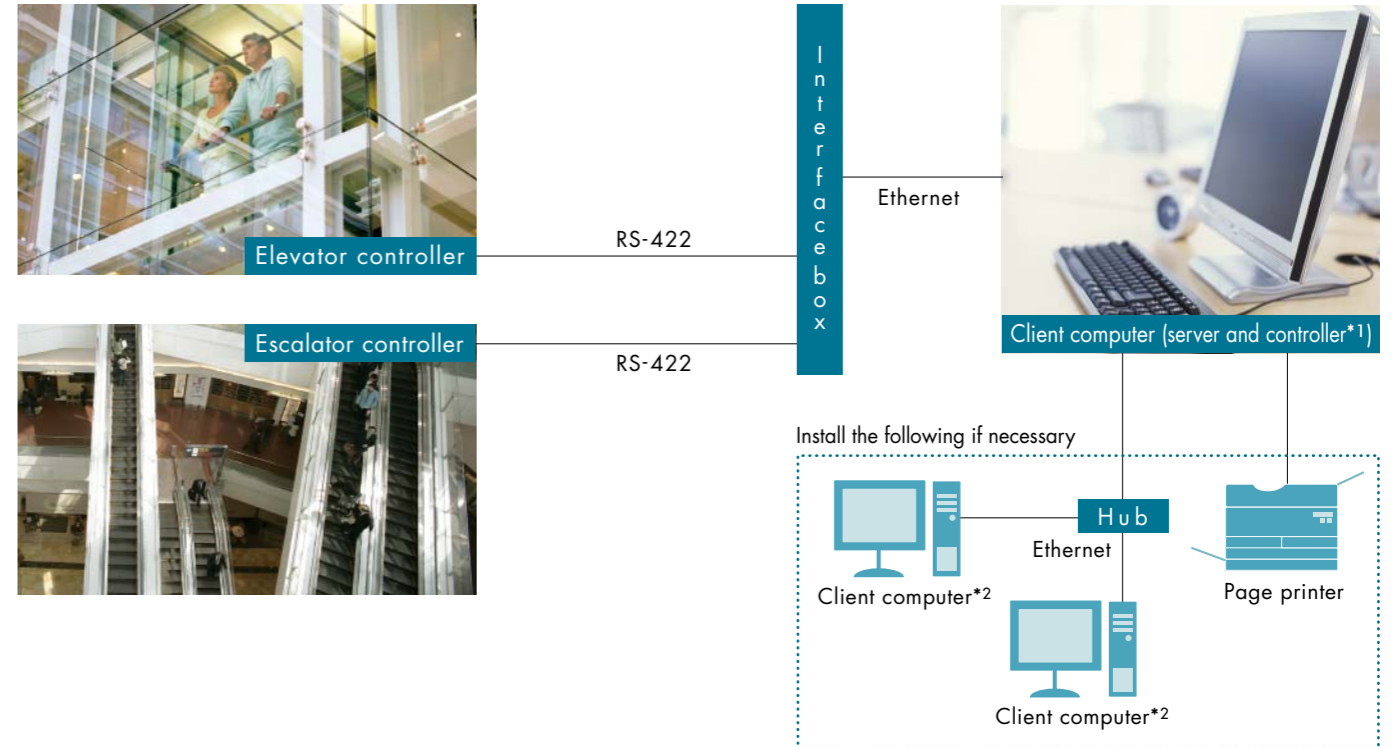 Elevator controller
RS-422
Escalator controller
RS-422
Interface box
Ethernet
Client computer (server and controller*1)
Install the following if necessary
Hub
Ethernet
Client computer*2
Page printer
Client computer*2